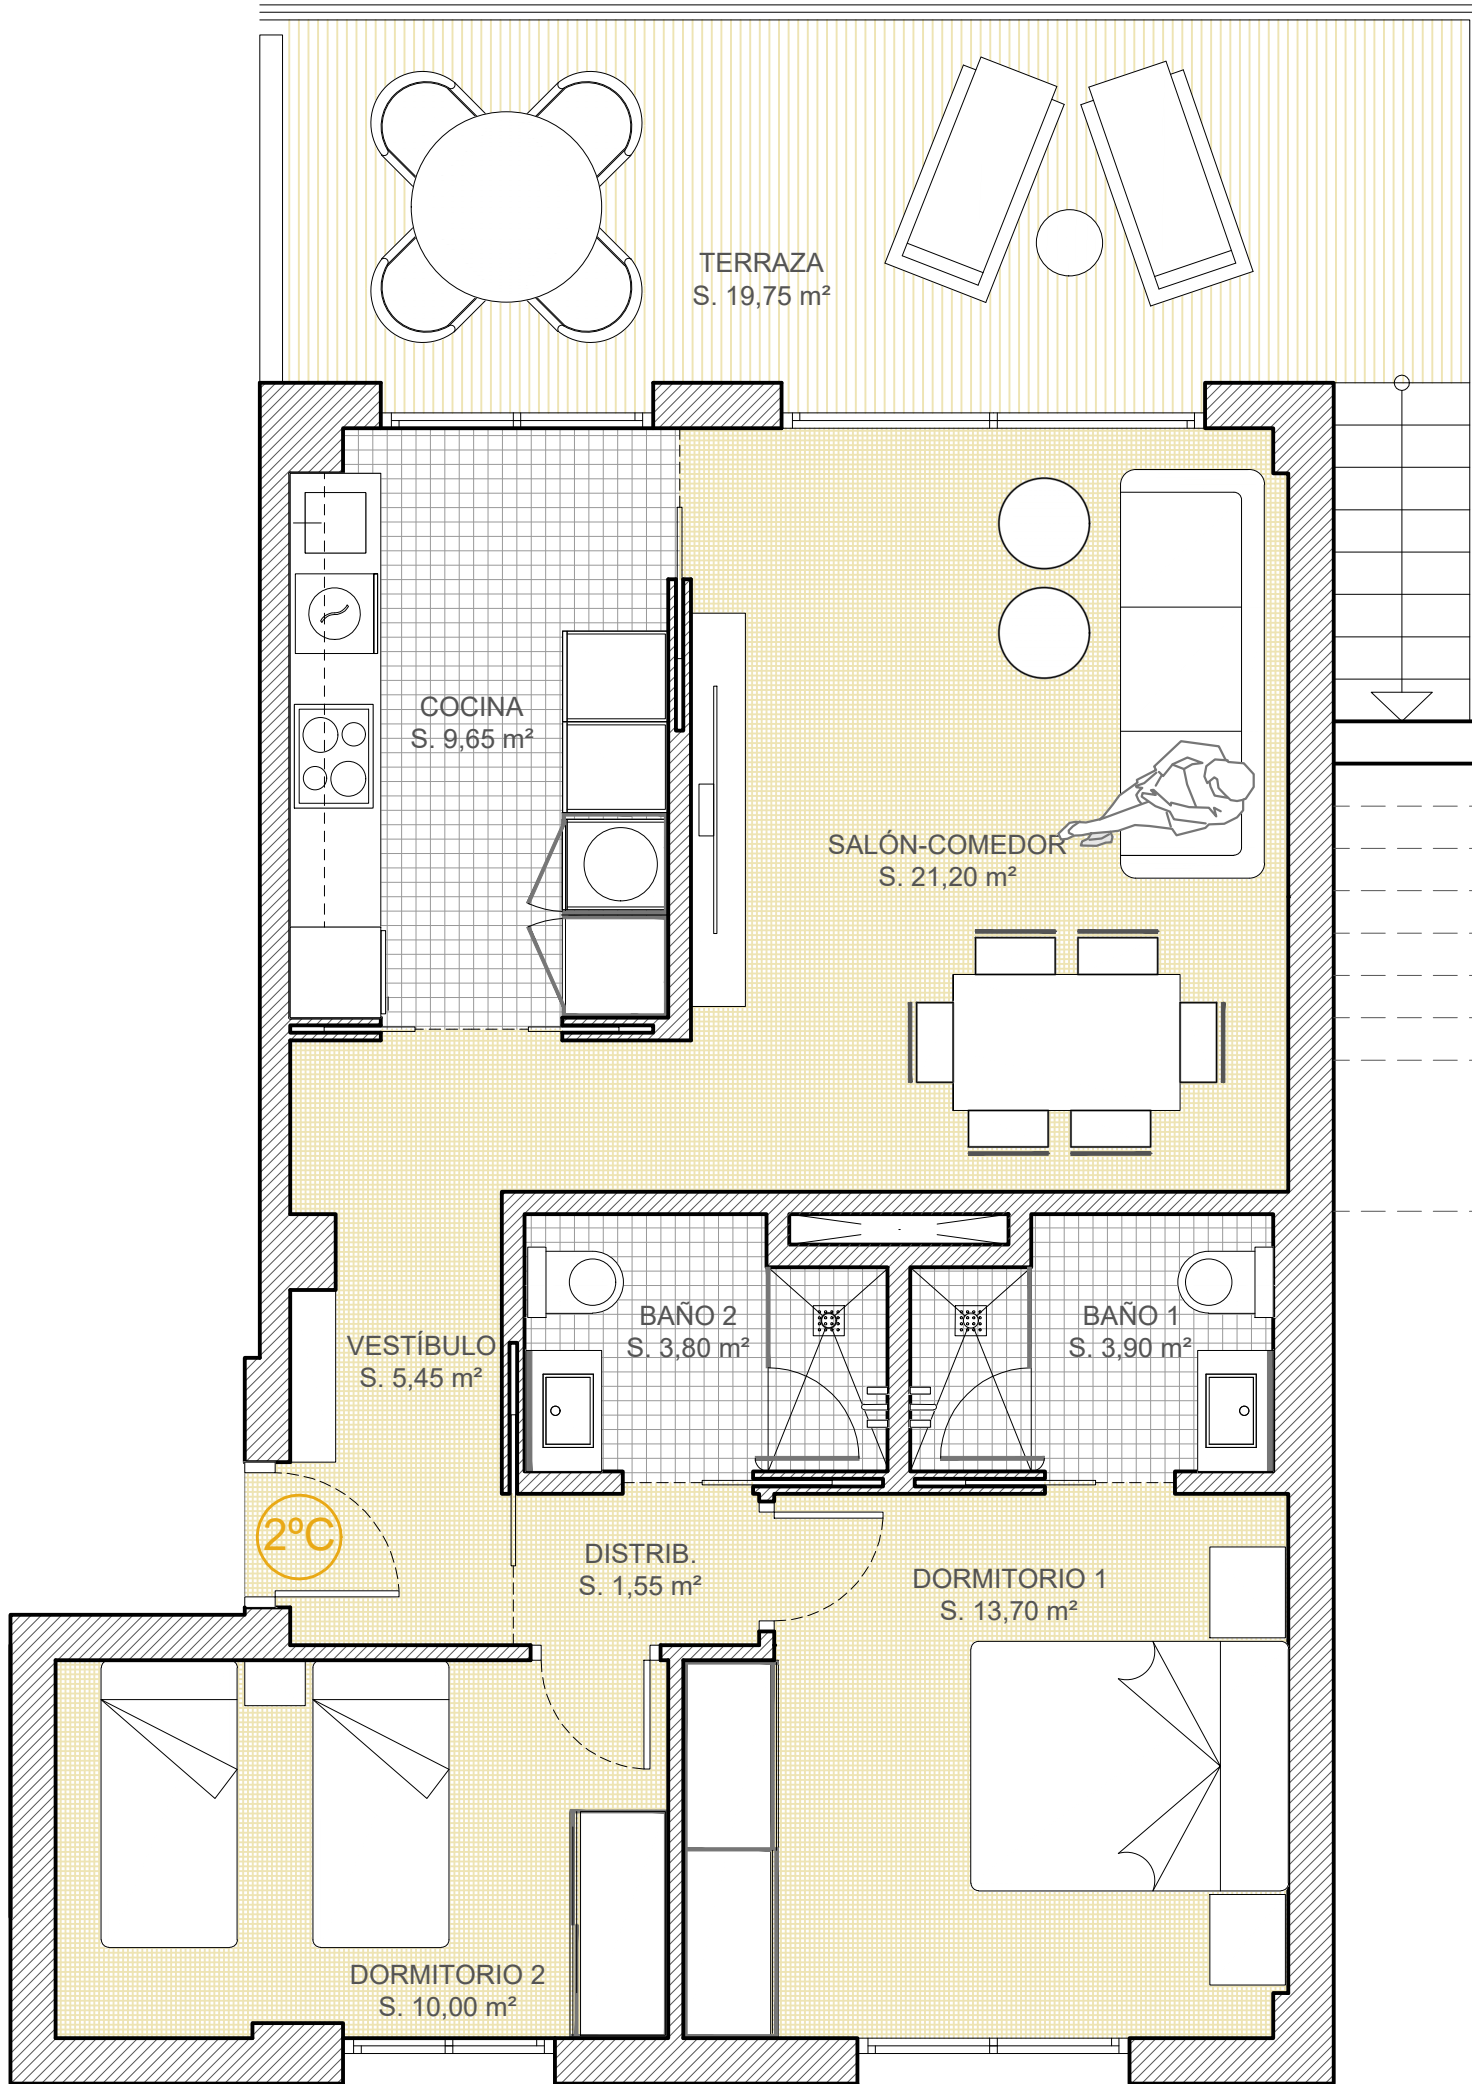 TERRAZA
S. 19,75 m²
COCINA
S. 9,65 m²
SALÓN-COMEDOR
S. 21,20 m²
BAÑO 2
S. 3,80 m²
BAÑO 1
S. 3,90 m²
VESTÍBULO
S. 5,45 m²
2ºC
DISTRIB.
S. 1,55 m²
DORMITORIO 1
S. 13,70 m²
DORMITORIO 2
S. 10,00 m²